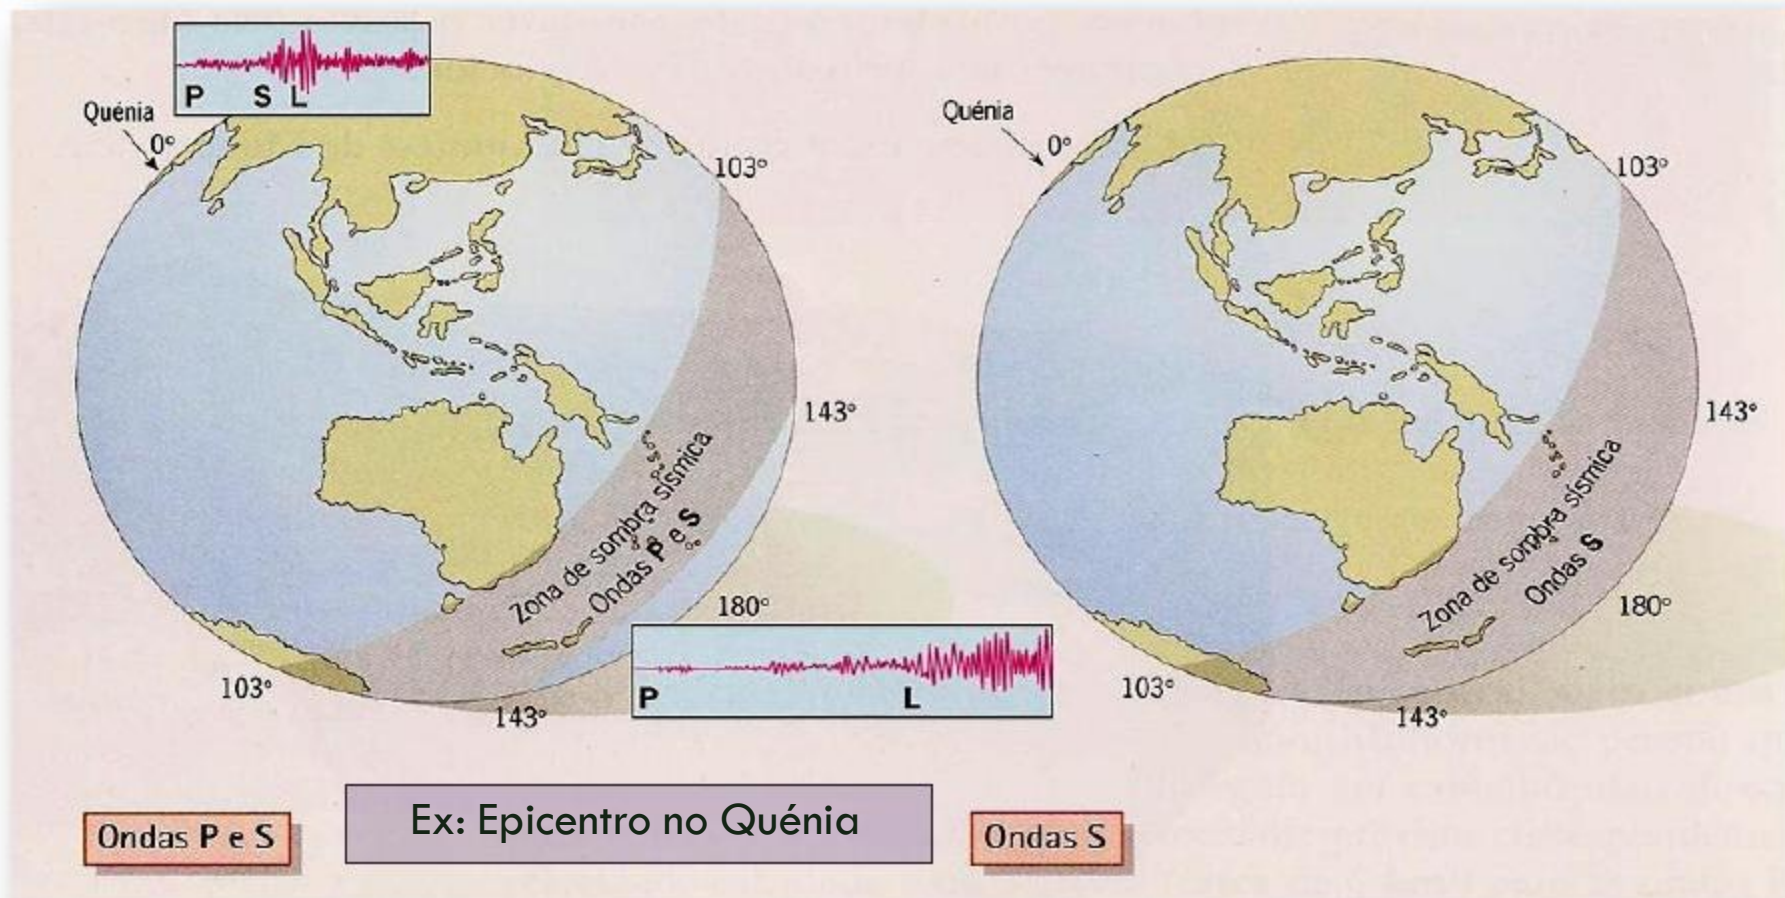 P S L
Quénia
0°
103°
143°
Zona de sombra sísmica
Ondas P e S
180°
P L
103°
143°
Quénia
0°
103°
143°
Zona de sombra sísmica
Ondas S
180°
103°
143°
Ondas P e S
Ex: Epicentro no Quénia
Ondas S